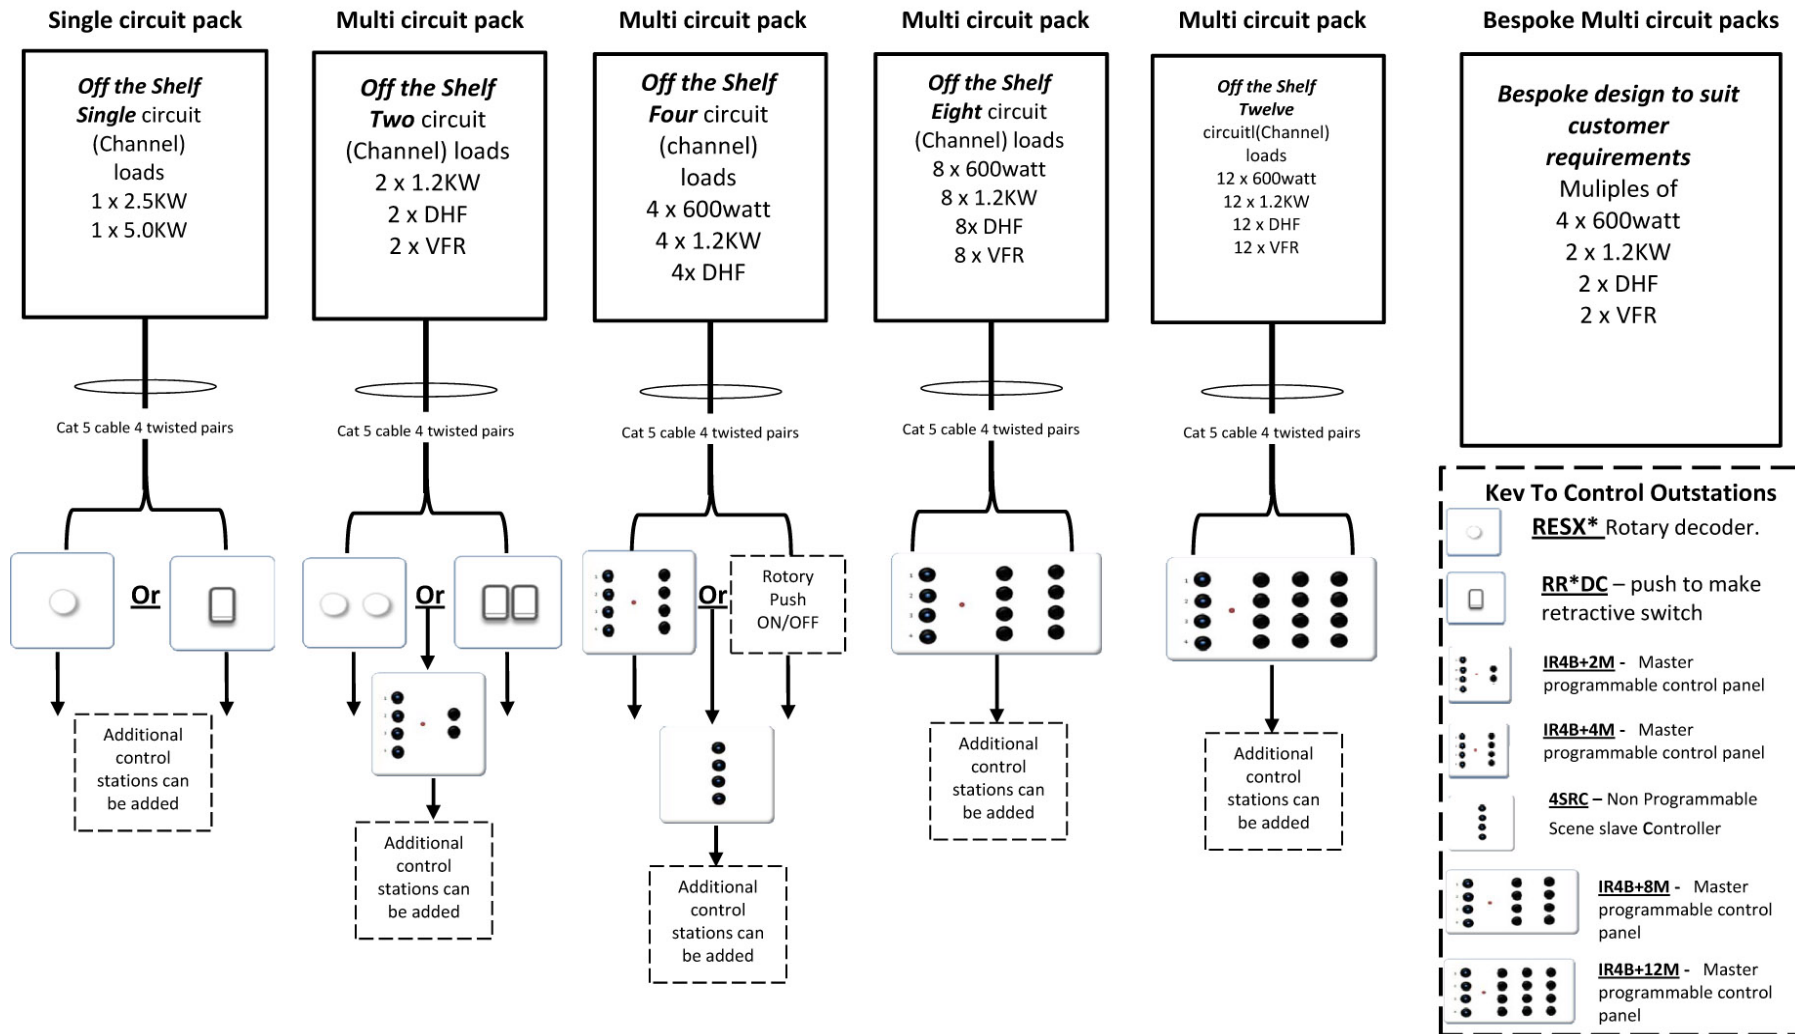 Single circuit pack
Off the Shelf
Single circuit
(Channel)
loads
1 x 2.5KW
1 x 5.0KW
Cat 5 cable 4 twisted pairs
Or
Additional
control
stations can
be added
Multi circuit pack
Off the Shelf
Two circuit
(Channel) loads
2 x 1.2KW
2 x DHF
2 x VFR
Cat 5 cable 4 twisted pairs
Or
Additional
control
stations can
be added
Multi circuit pack
Off the Shelf
Four circuit
(channel)
loads
4 x 600watt
4 x 1.2KW
4x DHF
Cat 5 cable 4 twisted pairs
Or
Rotory
Push
ON/OFF
Additional
control
stations can
be added
Multi circuit pack
Off the Shelf
Eight circuit
(Channel) loads
8 x 600watt
8 x 1.2KW
8x DHF
8 x VFR
Cat 5 cable 4 twisted pairs
Additional
control
stations can
be added
Multi circuit pack
Off the Shelf
Twelve
circuitl(Channel)
loads
12 x 600watt
12 x 1.2KW
12 x DHF
12 x VFR
Cat 5 cable 4 twisted pairs
Additional
control
stations can
be added
Bespoke Multi circuit packs
Bespoke design to suit
customer
requirements
Muliples of
4 x 600watt
2 x 1.2KW
2 x DHF
2 x VFR
Kev To Control Outstations
RESX* Rotary decoder.
RR*DC – push to make
retractive switch
IR4B+2M - Master
programmable control panel
IR4B+4M - Master
programmable control panel
4SRC – Non Programmable
Scene slave Controller
IR4B+8M - Master
programmable control
panel
IR4B+12M - Master
programmable control
panel